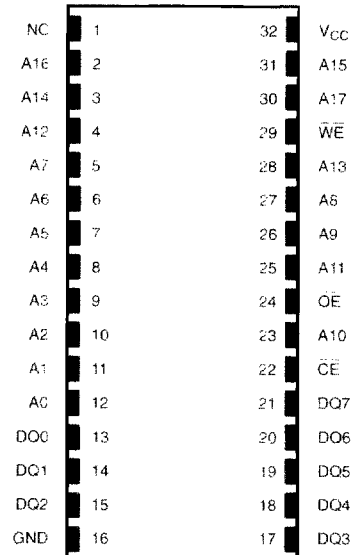 NC 1 32 VCC
A16 2 31 A15
A14 3 30 A17
A12 4 29 WE
A7 5 28 A13
A6 6 27 A8
A5 7 26 A9
A4 8 25 A11
A3 9 24 OE
A2 10 23 A10
A1 11 22 CE
A0 12 21 DQ7
DQ0 13 20 DQ6
DQ1 14 19 DQ5
DQ2 15 18 DQ4
GND 16 17 DQ3